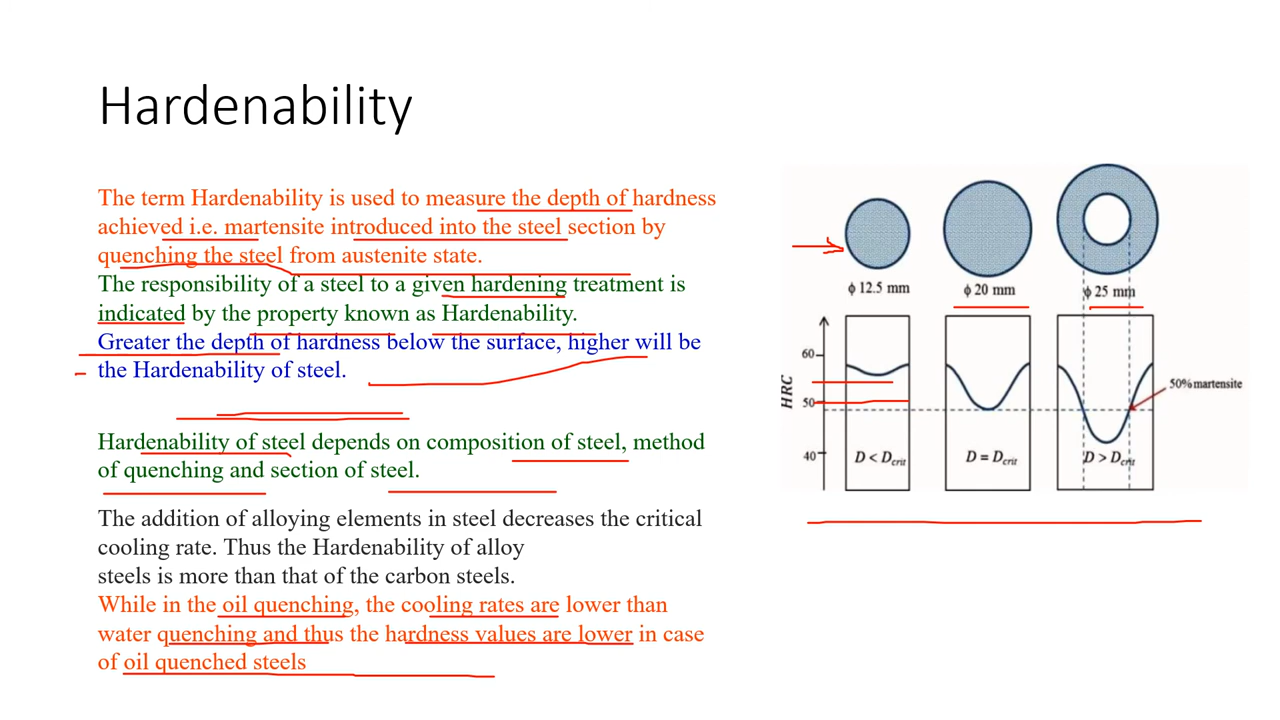 Hardenability
The term Hardenability is used to measure the depth of hardness
achieved i.e. martensite introduced into the steel section by
quenching the steel from austenite state.
The responsibility of a steel to a given hardening treatment is
indicated by the property known as Hardenability.
Greater the depth of hardness below the surface, higher will be
the Hardenability of steel.
Hardenability of steel depends on composition of steel, method
of quenching and section of steel.
The addition of alloying elements in steel decreases the critical
cooling rate. Thus the Hardenability of alloy
steels is more than that of the carbon steels.
While in the oil quenching, the cooling rates are lower than
water quenching and thus the hardness values are lower in case
of oil quenched steels
ϕ 12.5 mm
ϕ 20 mm
ϕ 25 mm
HRC
60
50
40
50% martensite
D < Dcrit
D = Dcrit
D > Dcrit